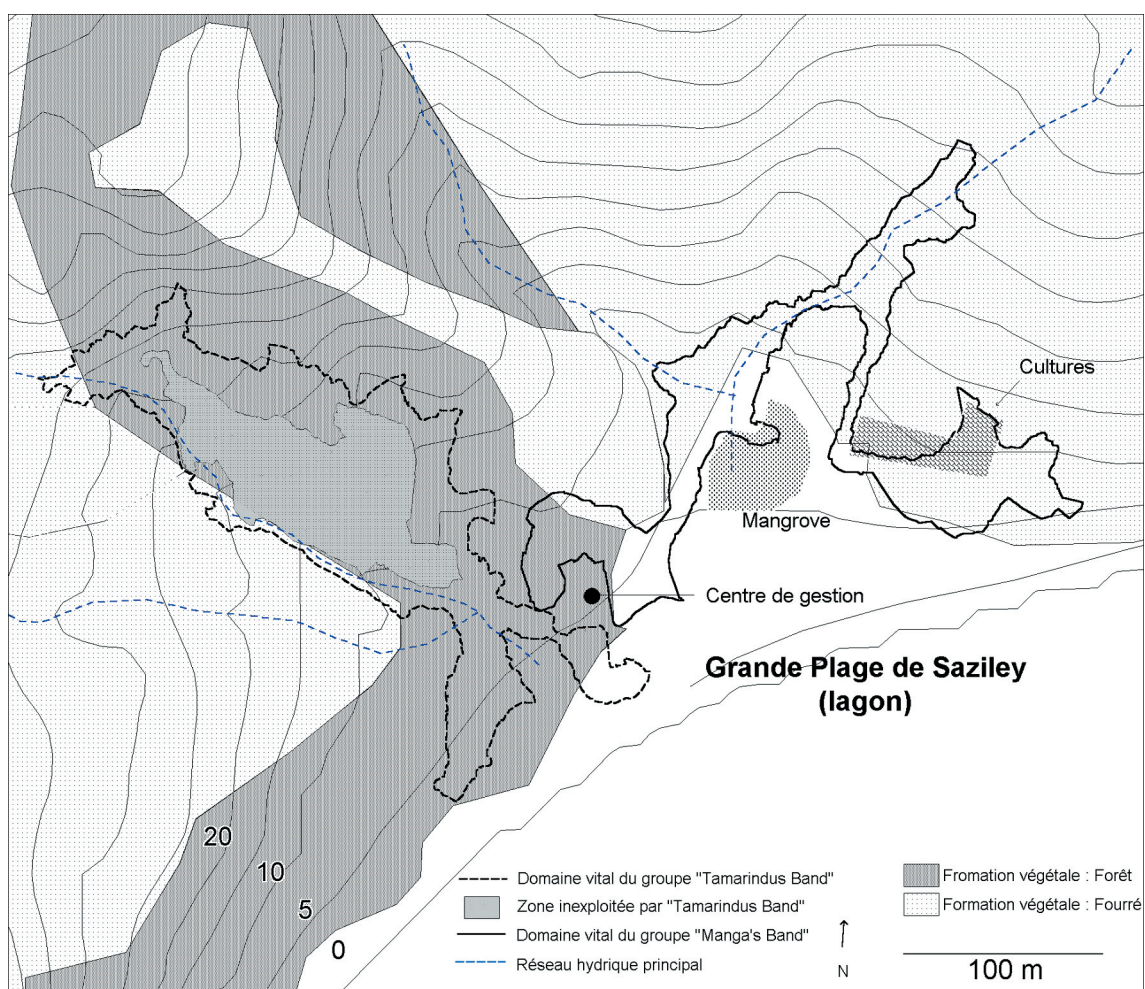 Cultures
Mangrove
Centre de gestion
Grande Plage de Saziley
(lagon)
20
10
5
0
Domaine vital du groupe "Tamarindus Band"
Zone inexploitée par "Tamarindus Band"
Domaine vital du groupe "Manga's Band"
Réseau hydrique principal
N
Fromation végétale : Forêt
Formation végétale : Fourré
100 m